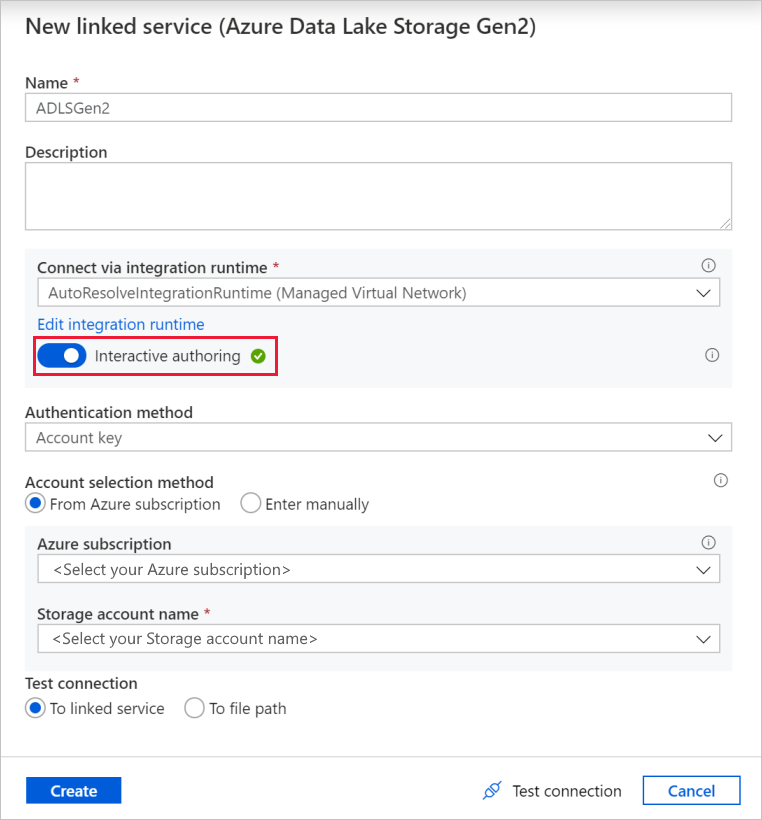 New linked service (Azure Data Lake Storage Gen2)
Name *
ADLSGen2
Description
Connect via integration runtime *
AutoResolveIntegrationRuntime (Managed Virtual Network)
Edit integration runtime
Interactive authoring
Authentication method
Account key
Account selection method
From Azure subscription Enter manually
Azure subscription
<Select your Azure subscription>
Storage account name *
<Select your Storage account name>
Test connection
To linked service To file path
Create Test connection Cancel